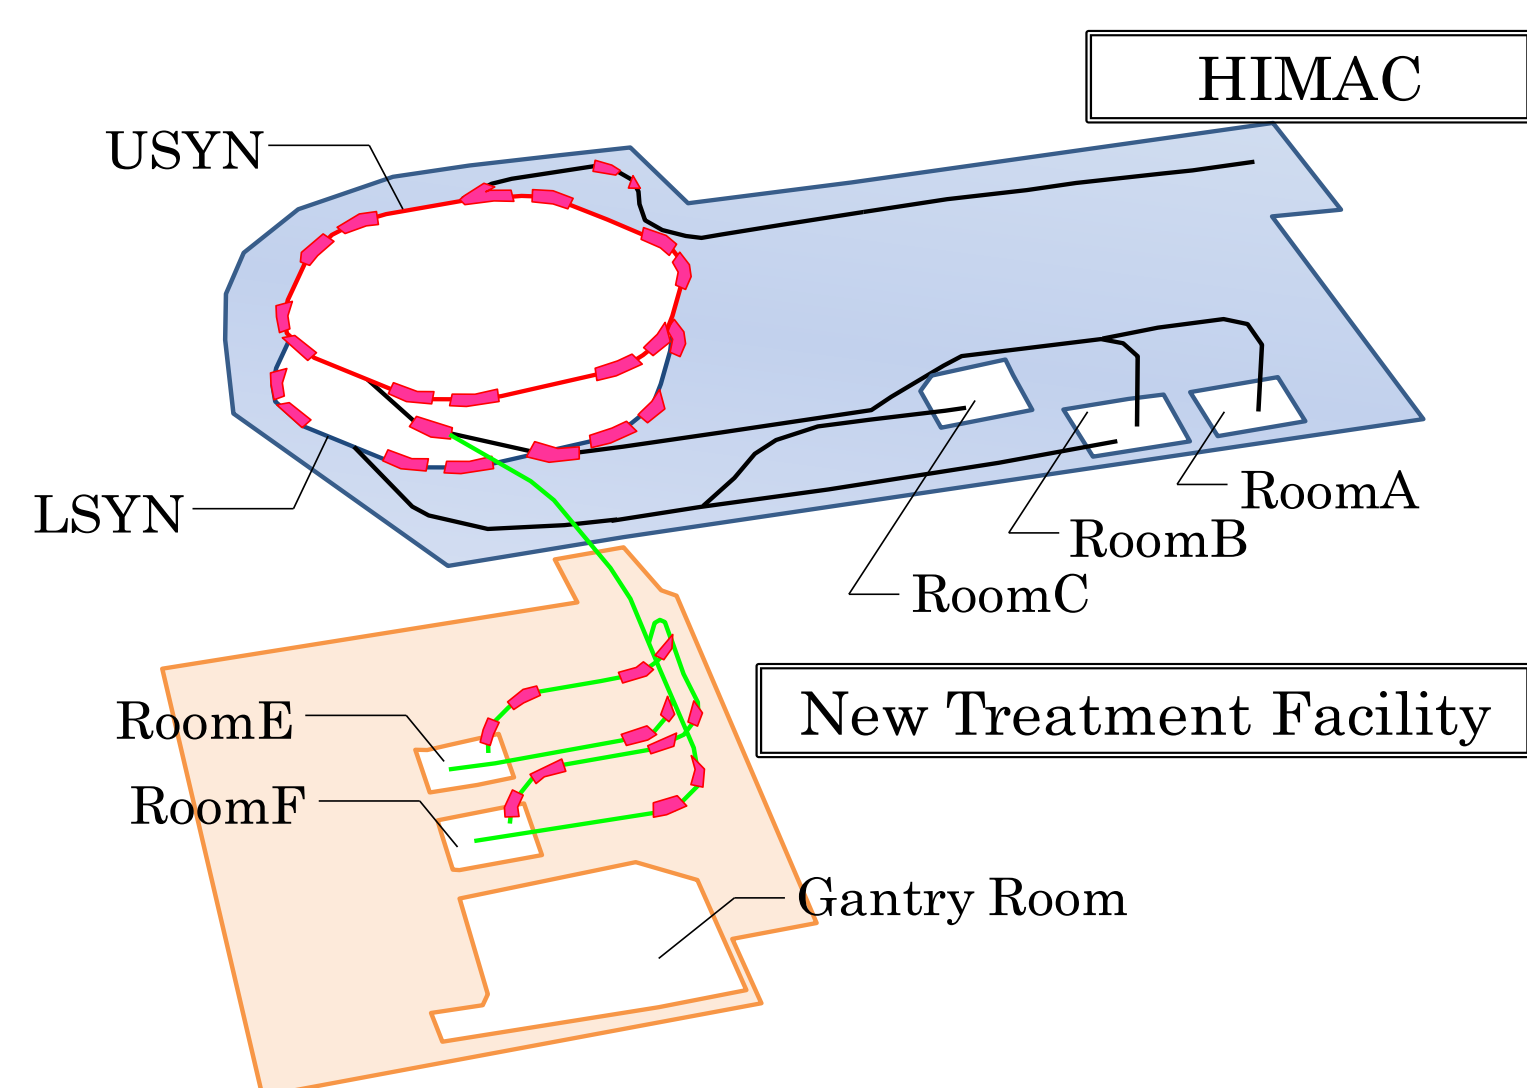 HIMAC
USYN
LSYN
RoomA
RoomB
RoomC
New Treatment Facility
RoomE
RoomF
Gantry Room